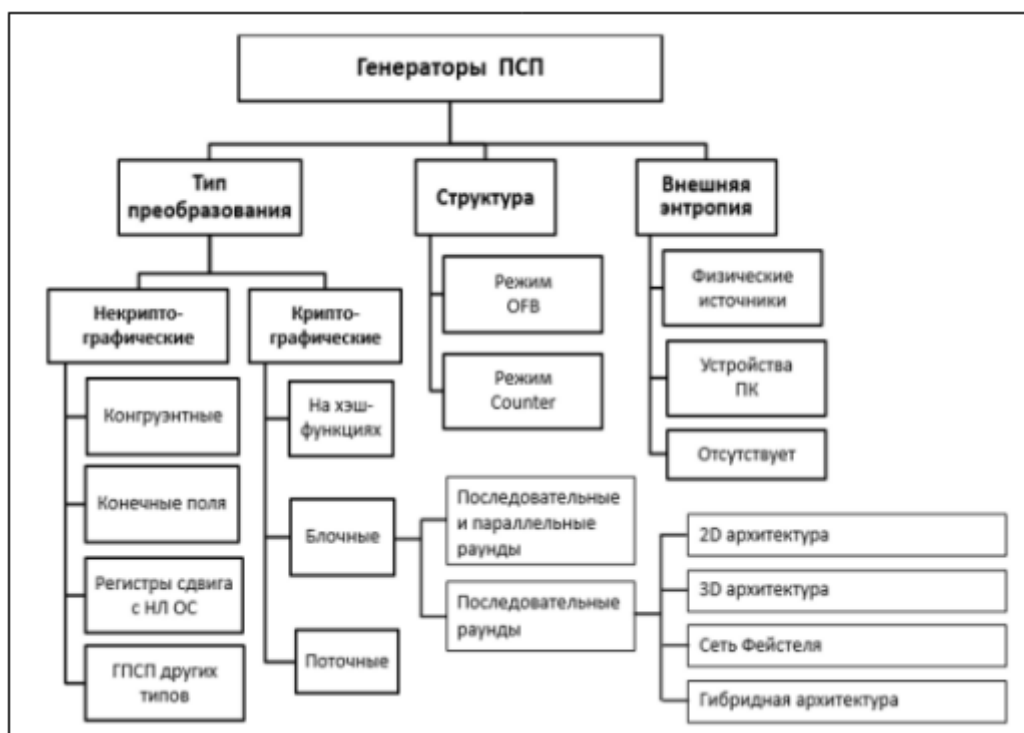 Генераторы ПСП
Тип
преобразования
Структура
Внешняя
энтропия
Некрипто-
графические
Крипто-
графические
Режим
OFB
Физические
источники
Конгруэнтные
На хэш-
функциях
Режим
Counter
Устройства
ПК
Отсутствует
Конечные поля
Блочные
Последовательные
и параллельные
раунды
2D архитектура
3D архитектура
Регистры сдвига
с НЛ ОС
Последовательные
раунды
Сеть Фейстеля
ГПСП других
типов
Поточные
Гибридная архитектура